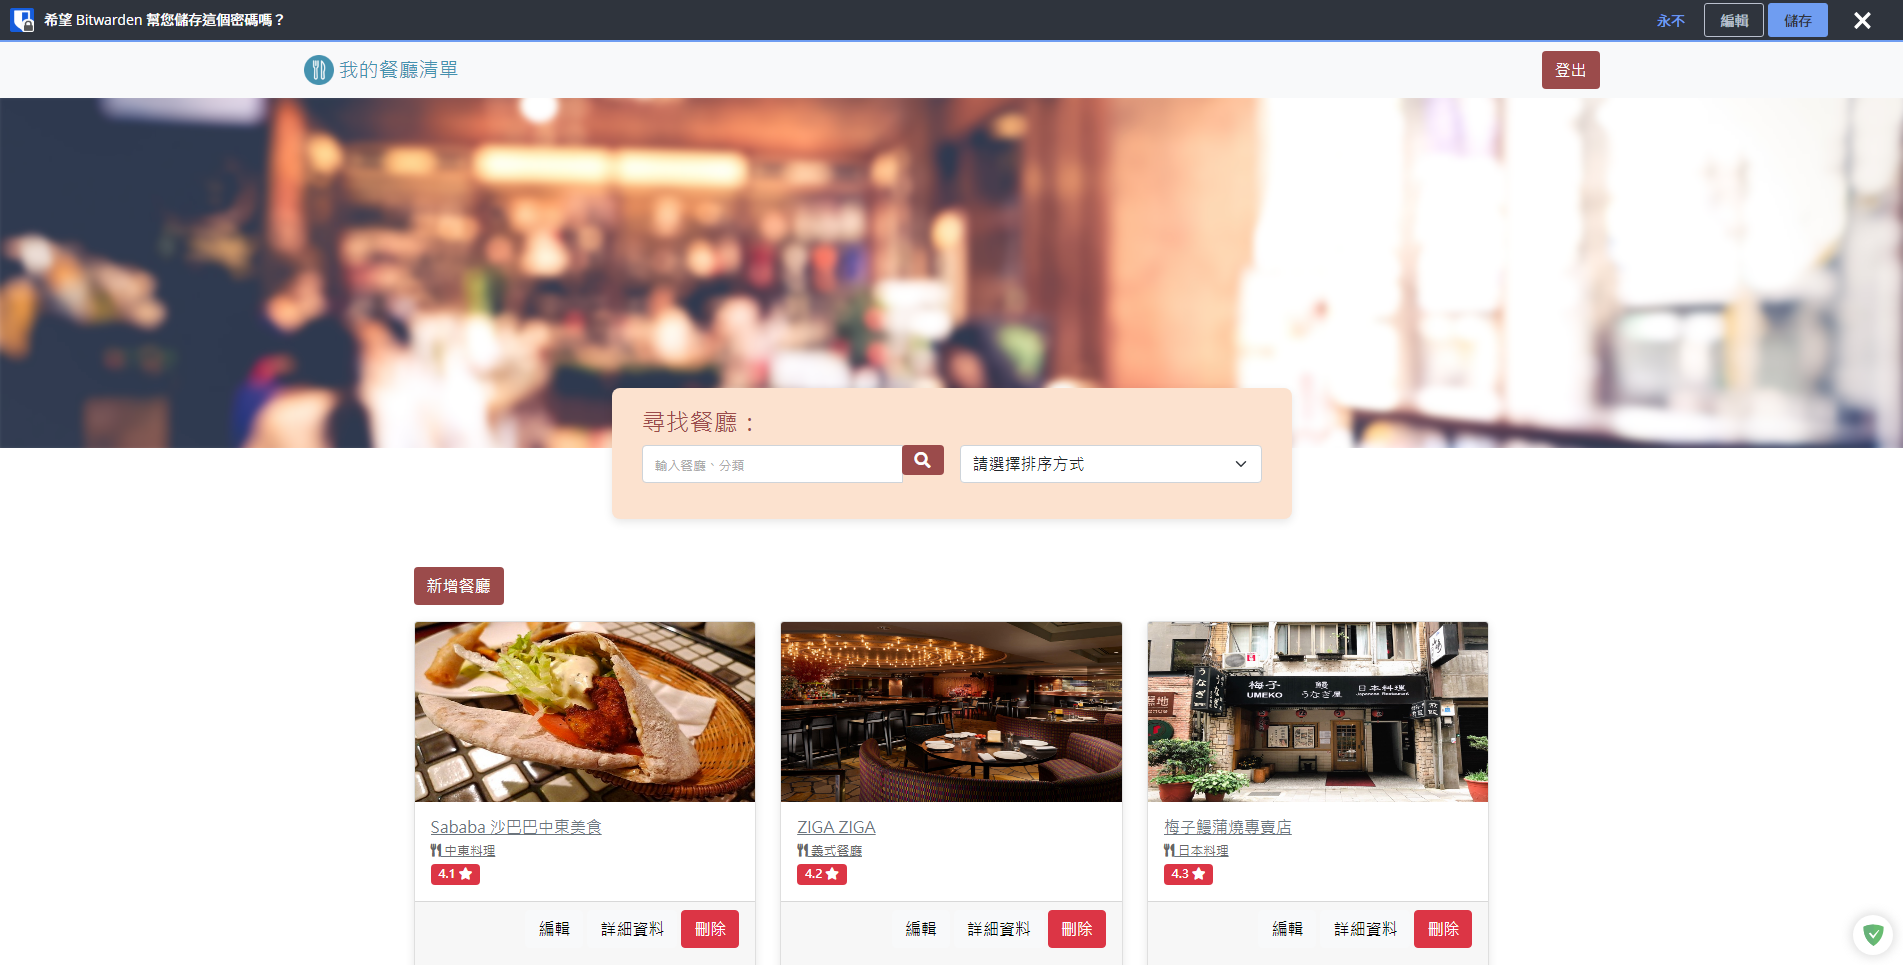 希望 Bitwarden 幫您儲存這個密碼嗎？
永不
編輯
儲存
我的餐廳清單
登出
尋找餐廳：
輸入餐廳、分類
請選擇排序方式
新增餐廳
梅子
UMEKO
鰻
うなぎ屋
日本料理
Japanese Restaurant
うなぎ
Sababa 沙巴巴中東美食
中東料理
4.1
編輯
詳細資料
刪除
ZIGA ZIGA
義式餐廳
4.2
編輯
詳細資料
刪除
梅子鰻蒲燒專賣店
日本料理
4.3
編輯
詳細資料
刪除